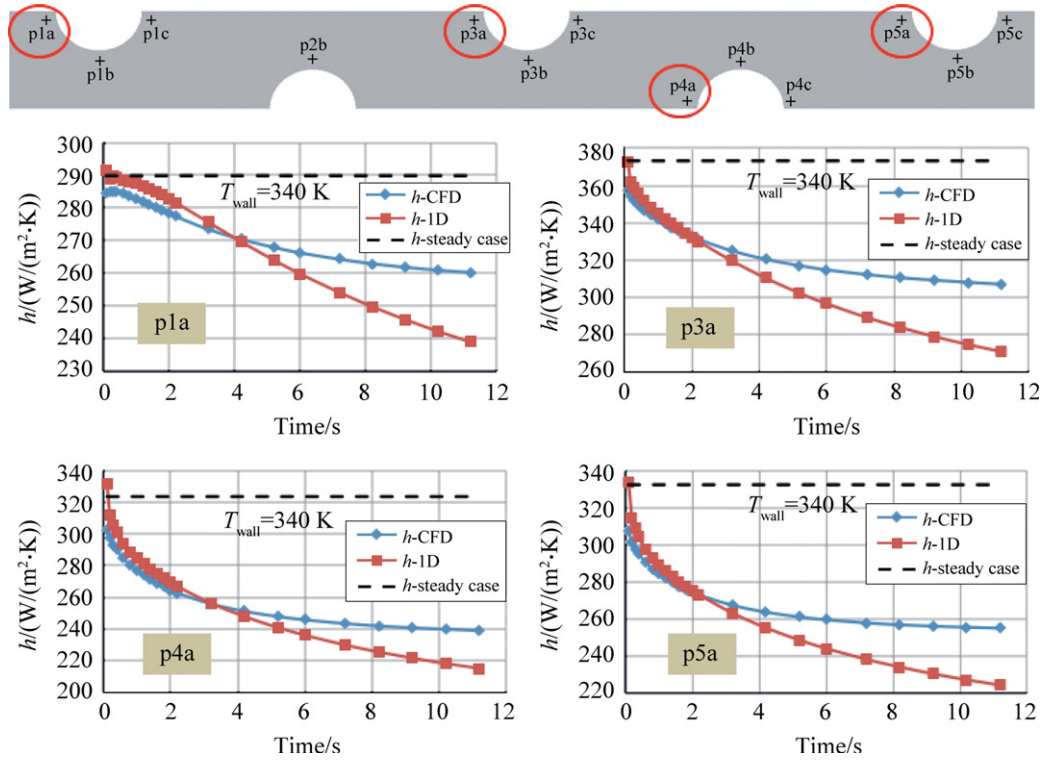 p1a p1c p3a p3c p5a p5c
p1b p2b p3b p4a p4b p4c p5b
300
290
280
270
260
250
240
230
h/(W/(m²·K))
T_wall=340 K
h-CFD
h-1D
h-steady case
p1a
0 2 4 6 8 10 12
Time/s
380
360
340
320
300
280
260
h/(W/(m²·K))
T_wall=340 K
h-CFD
h-1D
h-steady case
p3a
0 2 4 6 8 10 12
Time/s
340
320
300
280
260
240
220
200
h/(W/(m²·K))
T_wall=340 K
h-CFD
h-1D
h-steady case
p4a
0 2 4 6 8 10 12
Time/s
340
320
300
280
260
240
220
h/(W/(m²·K))
T_wall=340 K
h-CFD
h-1D
h-steady case
p5a
0 2 4 6 8 10 12
Time/s